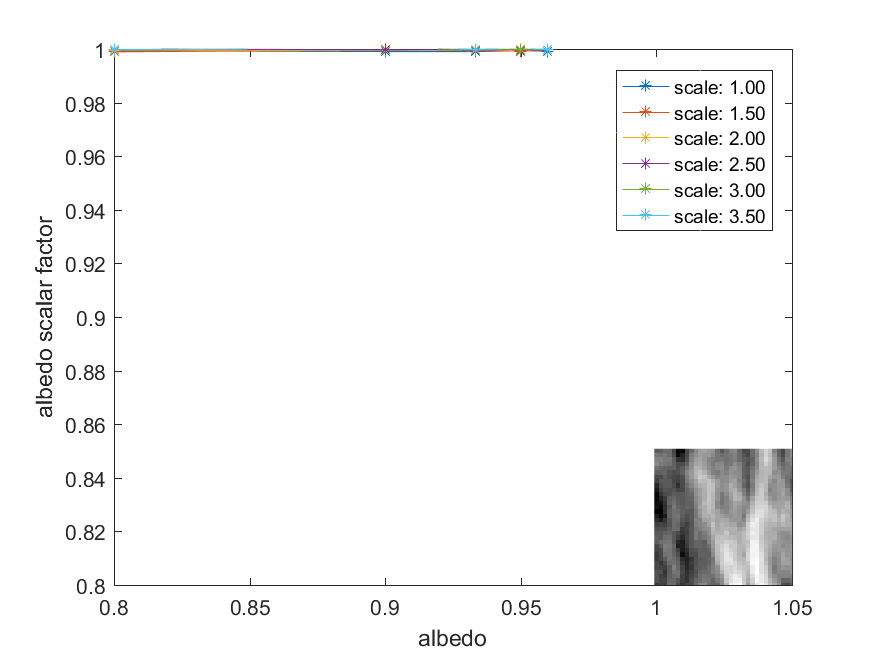 1
0.98
0.96
0.94
0.92
0.9
0.88
0.86
0.84
0.82
0.8
albedo scalar factor
scale: 1.00
scale: 1.50
scale: 2.00
scale: 2.50
scale: 3.00
scale: 3.50
0.8 0.85 0.9 0.95 1 1.05
albedo